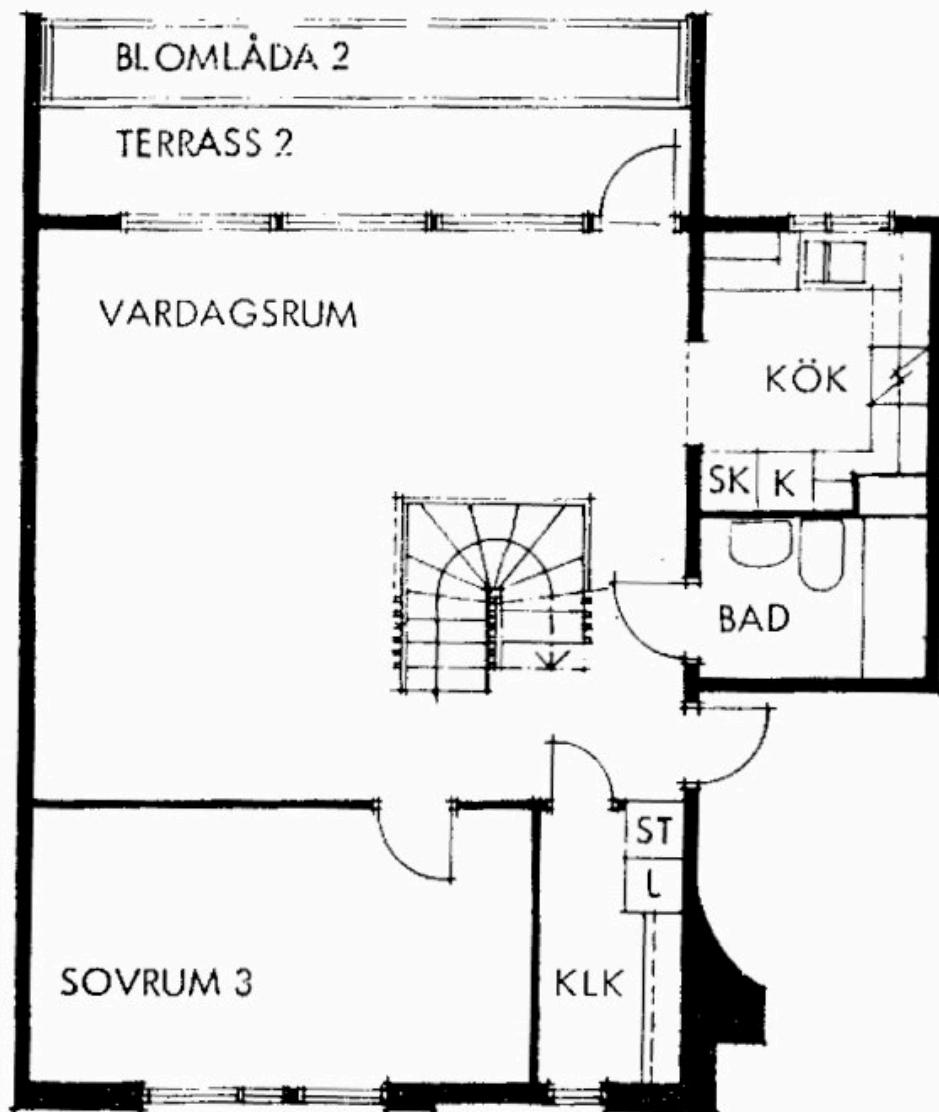 BLOMLÅDA 2
TERRASS 2
VARDAGSRUM
KÖK
SK K
BAD
ST
L
SOVRUM 3
KLK